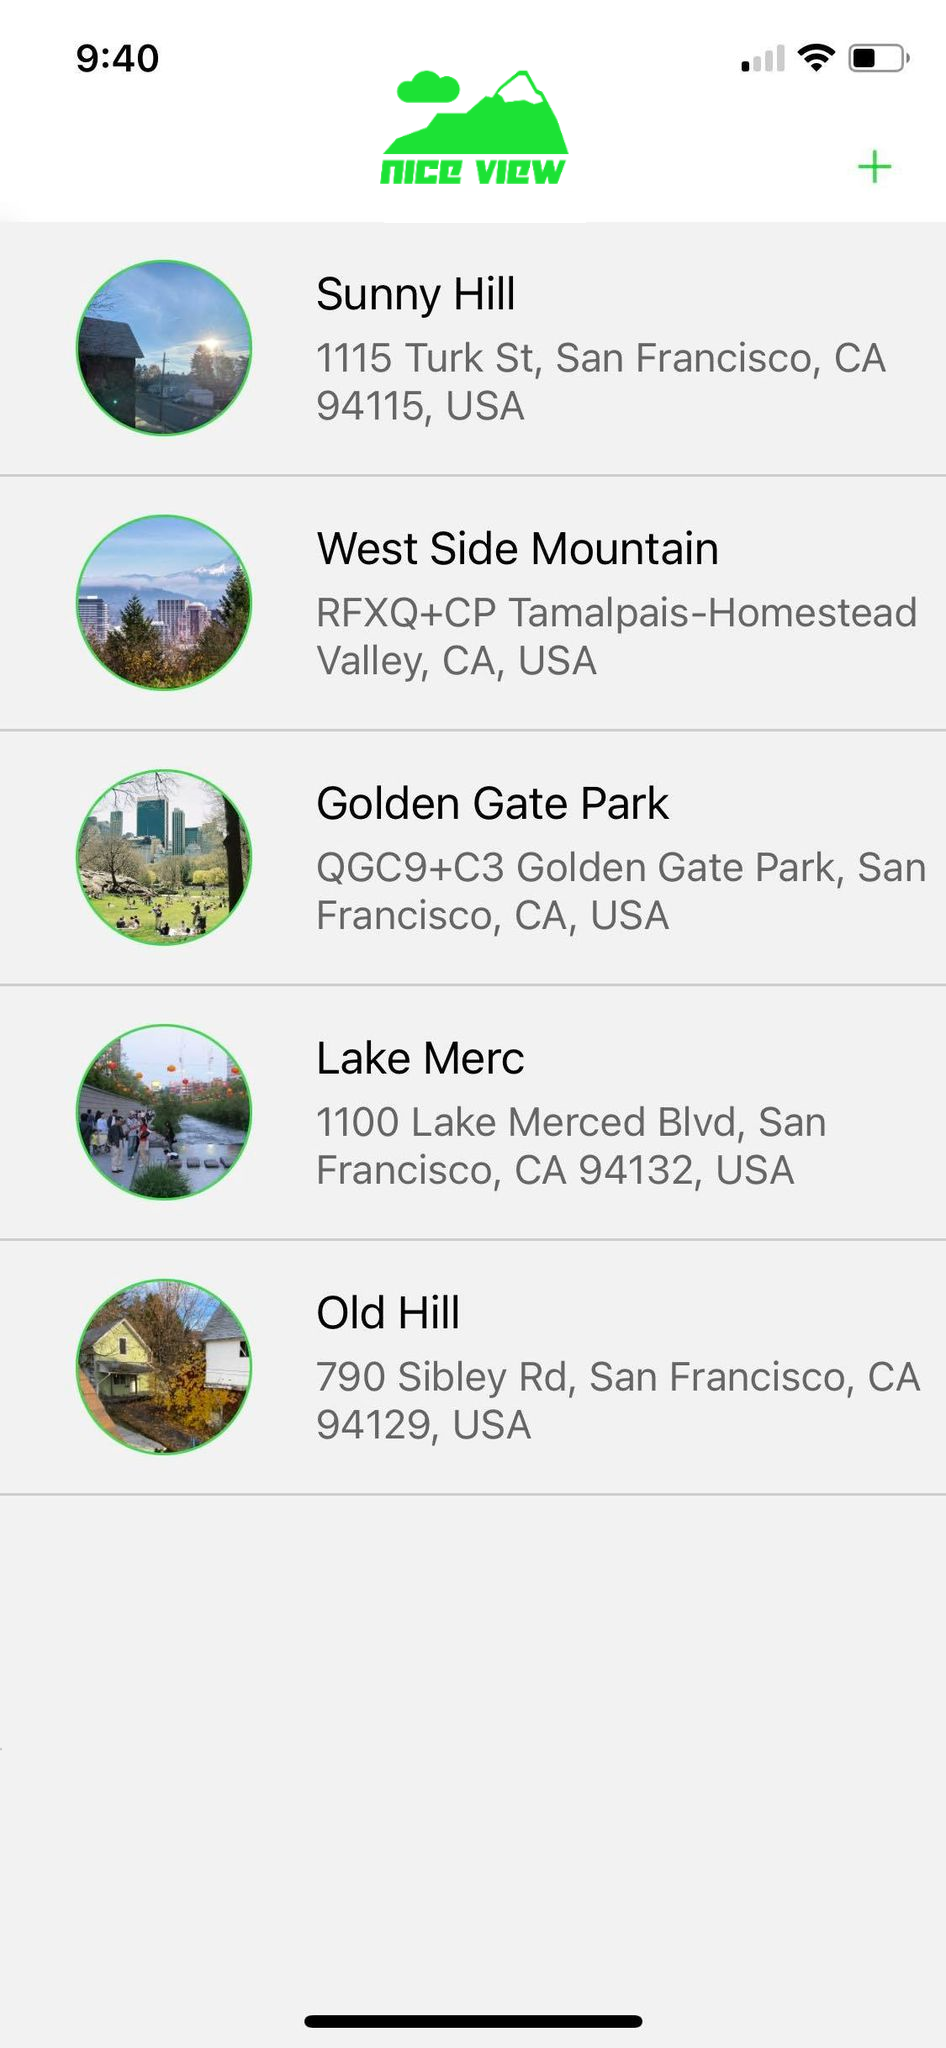 9:40
NICE VIEW
+
Sunny Hill
1115 Turk St, San Francisco, CA
94115, USA
West Side Mountain
RFXQ+CP Tamalpais-Homestead
Valley, CA, USA
Golden Gate Park
QGC9+C3 Golden Gate Park, San
Francisco, CA, USA
Lake Merc
1100 Lake Merced Blvd, San
Francisco, CA 94132, USA
Old Hill
790 Sibley Rd, San Francisco, CA
94129, USA